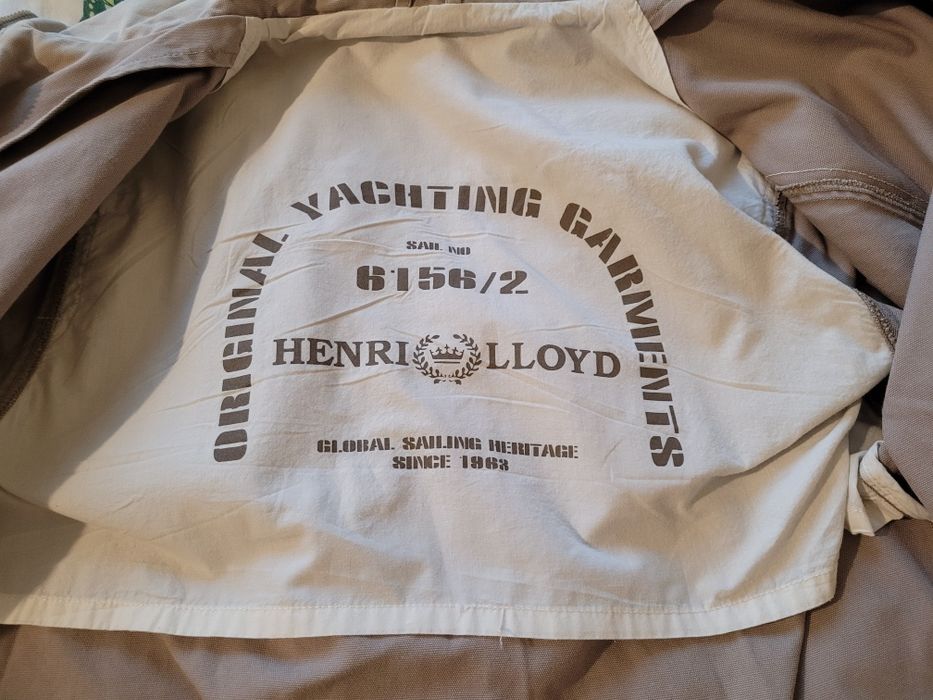 ORIGINAL YACHTING GARMENTS
SAIL NO
6156/2
HENRI LLOYD
GLOBAL SAILING HERITAGE
SINCE 1963